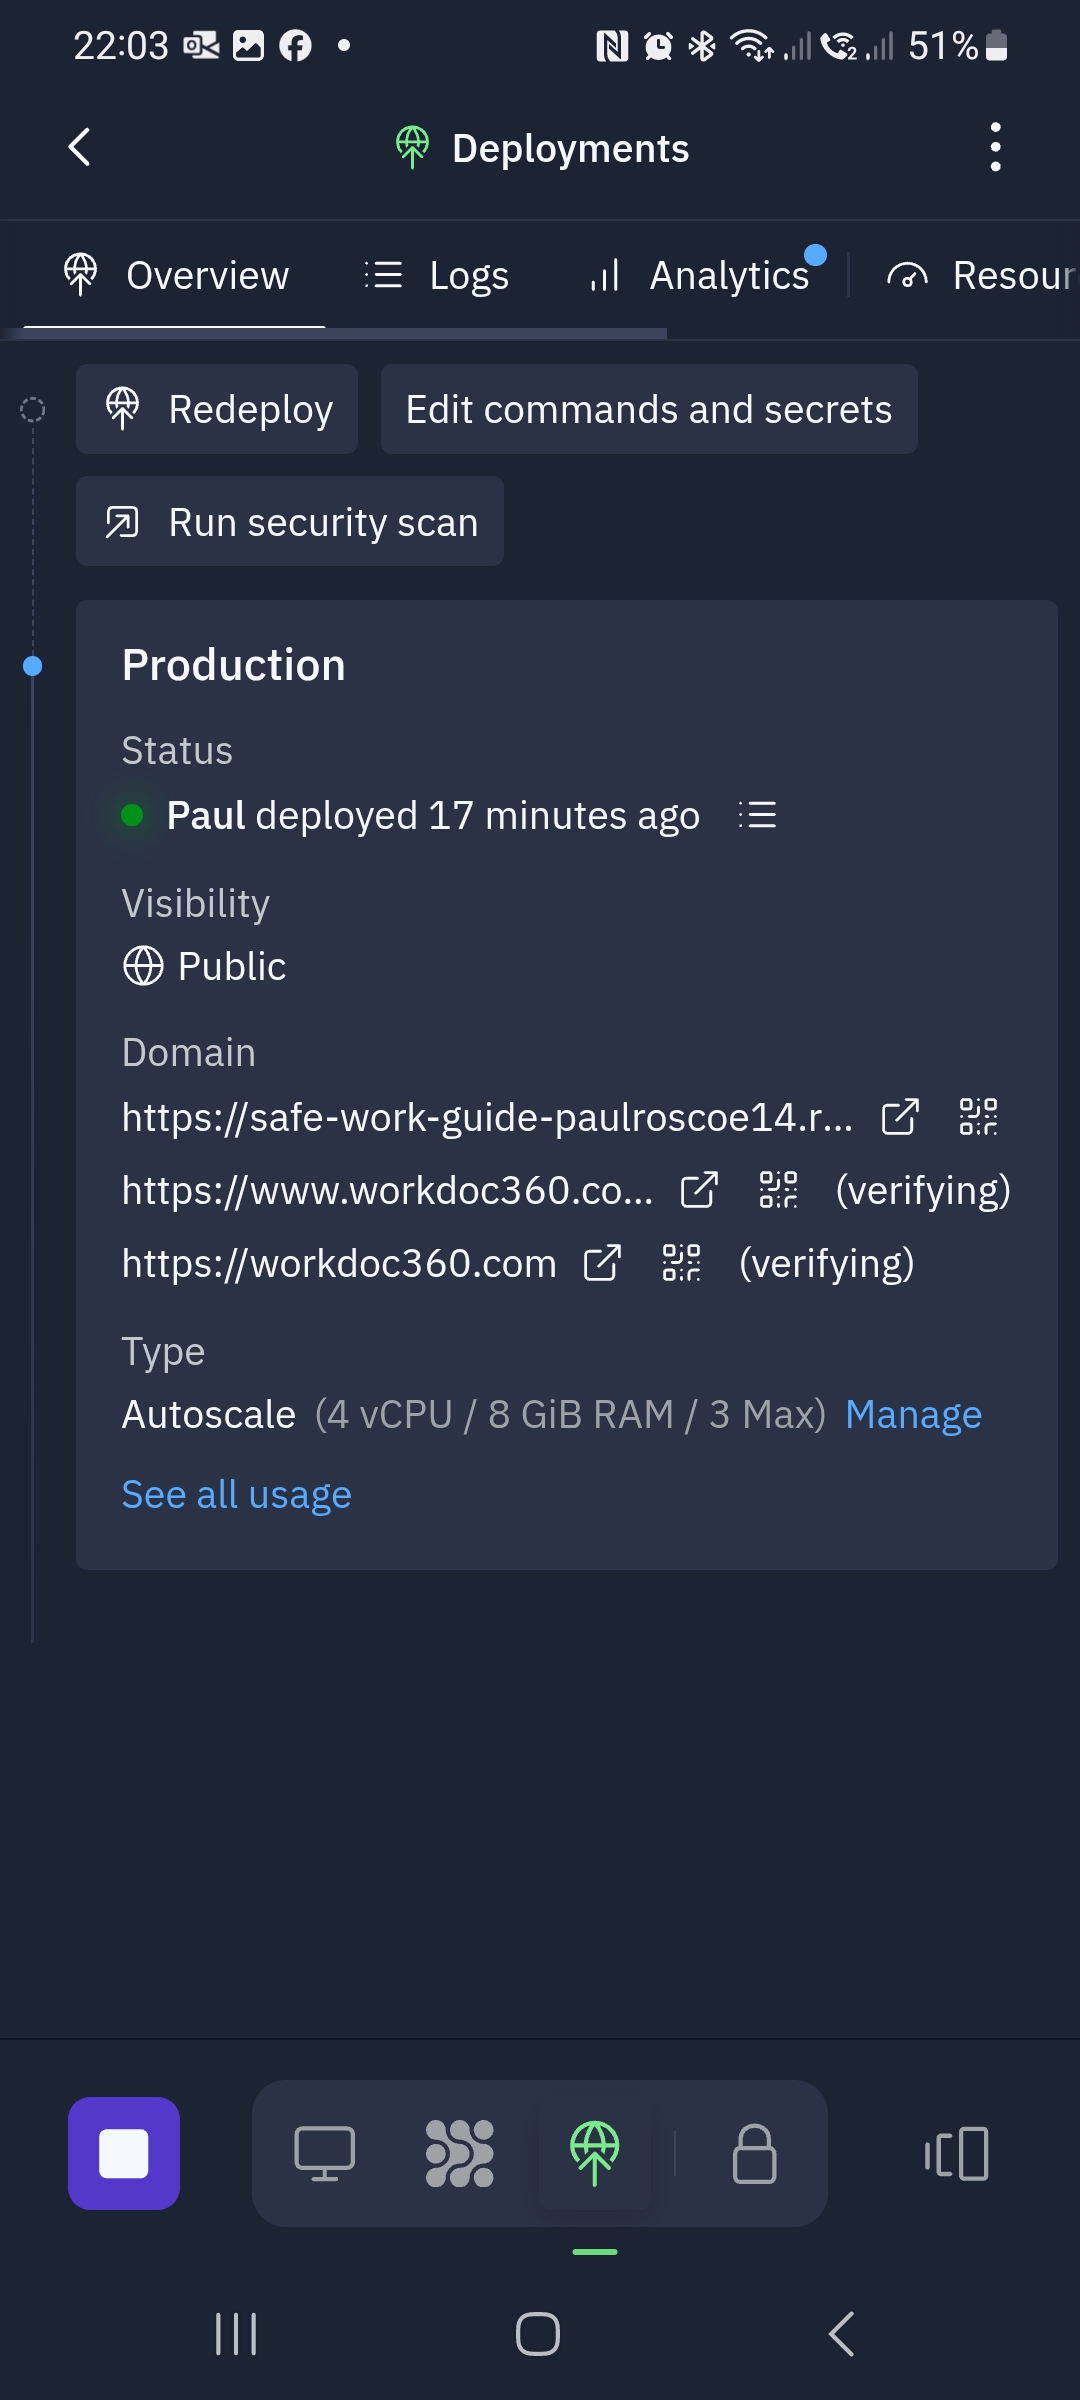 22:03 51%
Deployments
Overview Logs Analytics Resour
Redeploy Edit commands and secrets
Run security scan
Production
Status
Paul deployed 17 minutes ago
Visibility
Public
Domain
https://safe-work-guide-paulroscoe14.r...
https://www.workdoc360.co... (verifying)
https://workdoc360.com (verifying)
Type
Autoscale (4 vCPU / 8 GiB RAM / 3 Max) Manage
See all usage